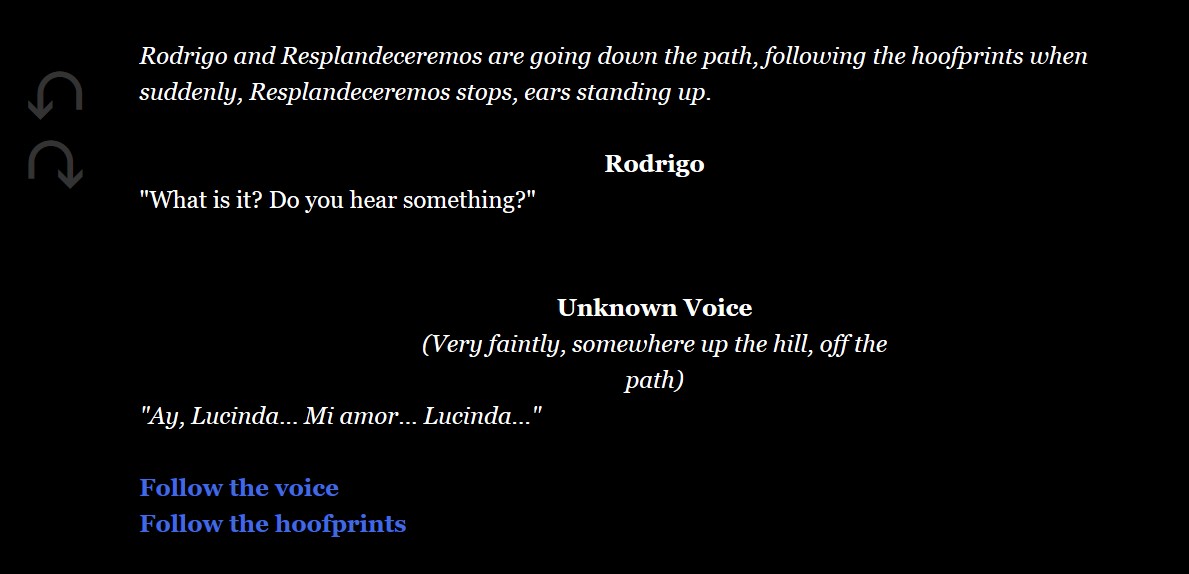 Rodrigo and Resplandeceremos are going down the path, following the hoofprints when
suddenly, Resplandeceremos stops, ears standing up.
Rodrigo
"What is it? Do you hear something?"
Unknown Voice
(Very faintly, somewhere up the hill, off the
path)
"Ay, Lucinda... Mi amor... Lucinda..."
Follow the voice
Follow the hoofprints